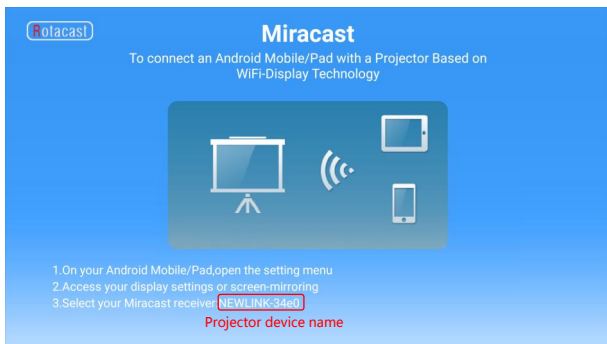 Rotacast
Miracast
To connect an Android Mobile/Pad with a Projector Based on
WiFi-Display Technology
1.On your Android Mobile/Pad,open the setting menu
2.Access your display settings or screen-mirroring
3.Select your Miracast receiver:NEWLINK-34e0
Projector device name